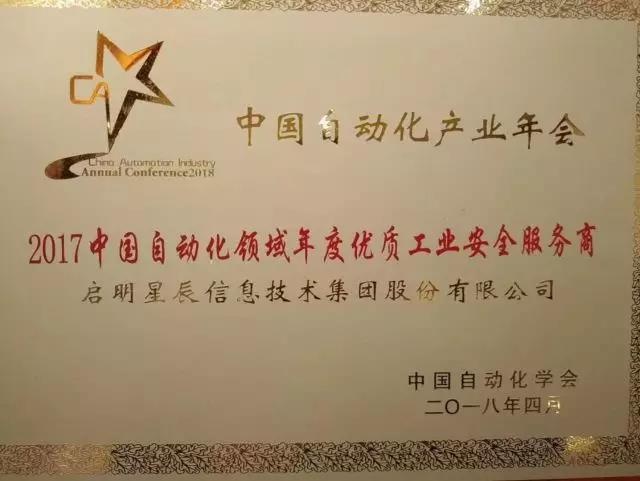 CA
China Automation Industry
Annual Conference2018
中国自动化产业年会
2017中国自动化领域年度优质工业安全服务商
启明星辰信息技术集团股份有限公司
中国自动化学会
二〇一八年四月